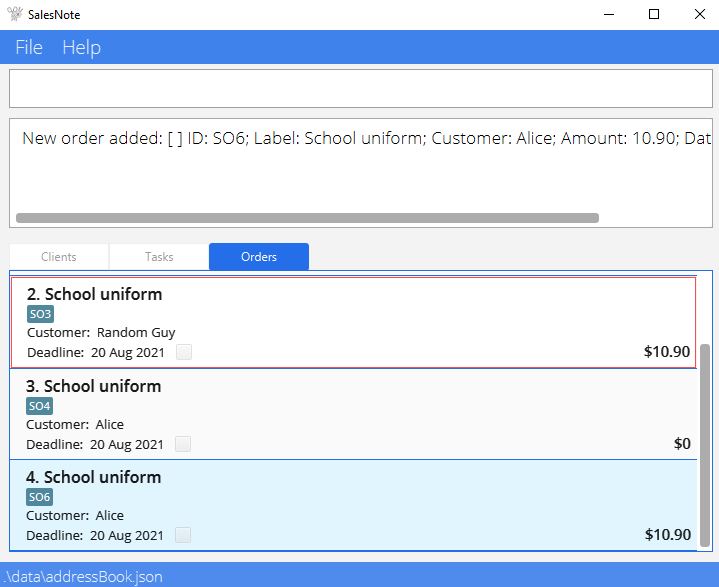 SalesNote
File Help
New order added: [ ] ID: SO6; Label: School uniform; Customer: Alice; Amount: 10.90; Dat
Clients Tasks Orders
2. School uniform
SO3
Customer: Random Guy
Deadline: 20 Aug 2021 $10.90
3. School uniform
SO4
Customer: Alice
Deadline: 20 Aug 2021 $0
4. School uniform
SO6
Customer: Alice
Deadline: 20 Aug 2021 $10.90
.\data\addressBook.json